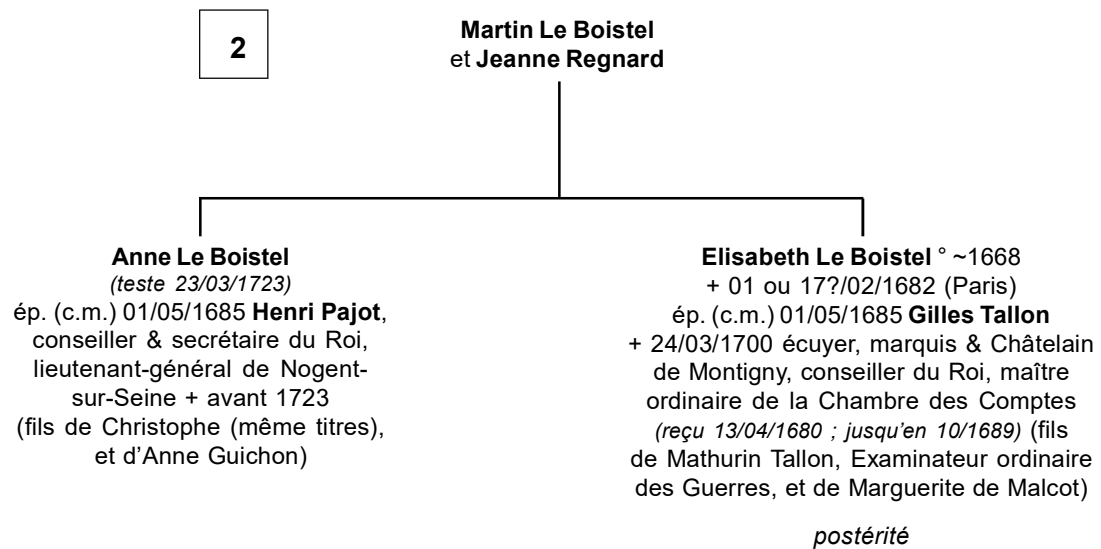 2
Martin Le Boistel
et Jeanne Regnard
Anne Le Boistel
(teste 23/03/1723)
ép. (c.m.) 01/05/1685 Henri Pajot,
conseiller & secrétaire du Roi,
lieutenant-général de Nogent-
sur-Seine + avant 1723
(fils de Christophe (même titres),
et d'Anne Guichon)
Elisabeth Le Boistel ° ~1668
+ 01 ou 17?/02/1682 (Paris)
ép. (c.m.) 01/05/1685 Gilles Tallon
+ 24/03/1700 écuyer, marquis & Châtelain
de Montigny, conseiller du Roi, maître
ordinaire de la Chambre des Comptes
(reçu 13/04/1680 ; jusqu'en 10/1689) (fils
de Mathurin Tallon, Examinateur ordinaire
des Guerres, et de Marguerite de Malcot)
postérité